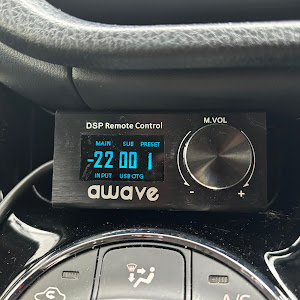 DSP Remote Control
M.VOL
MAIN SUB PRESET
-22 00 1
INPUT USB OTG
- +
awave
A/C